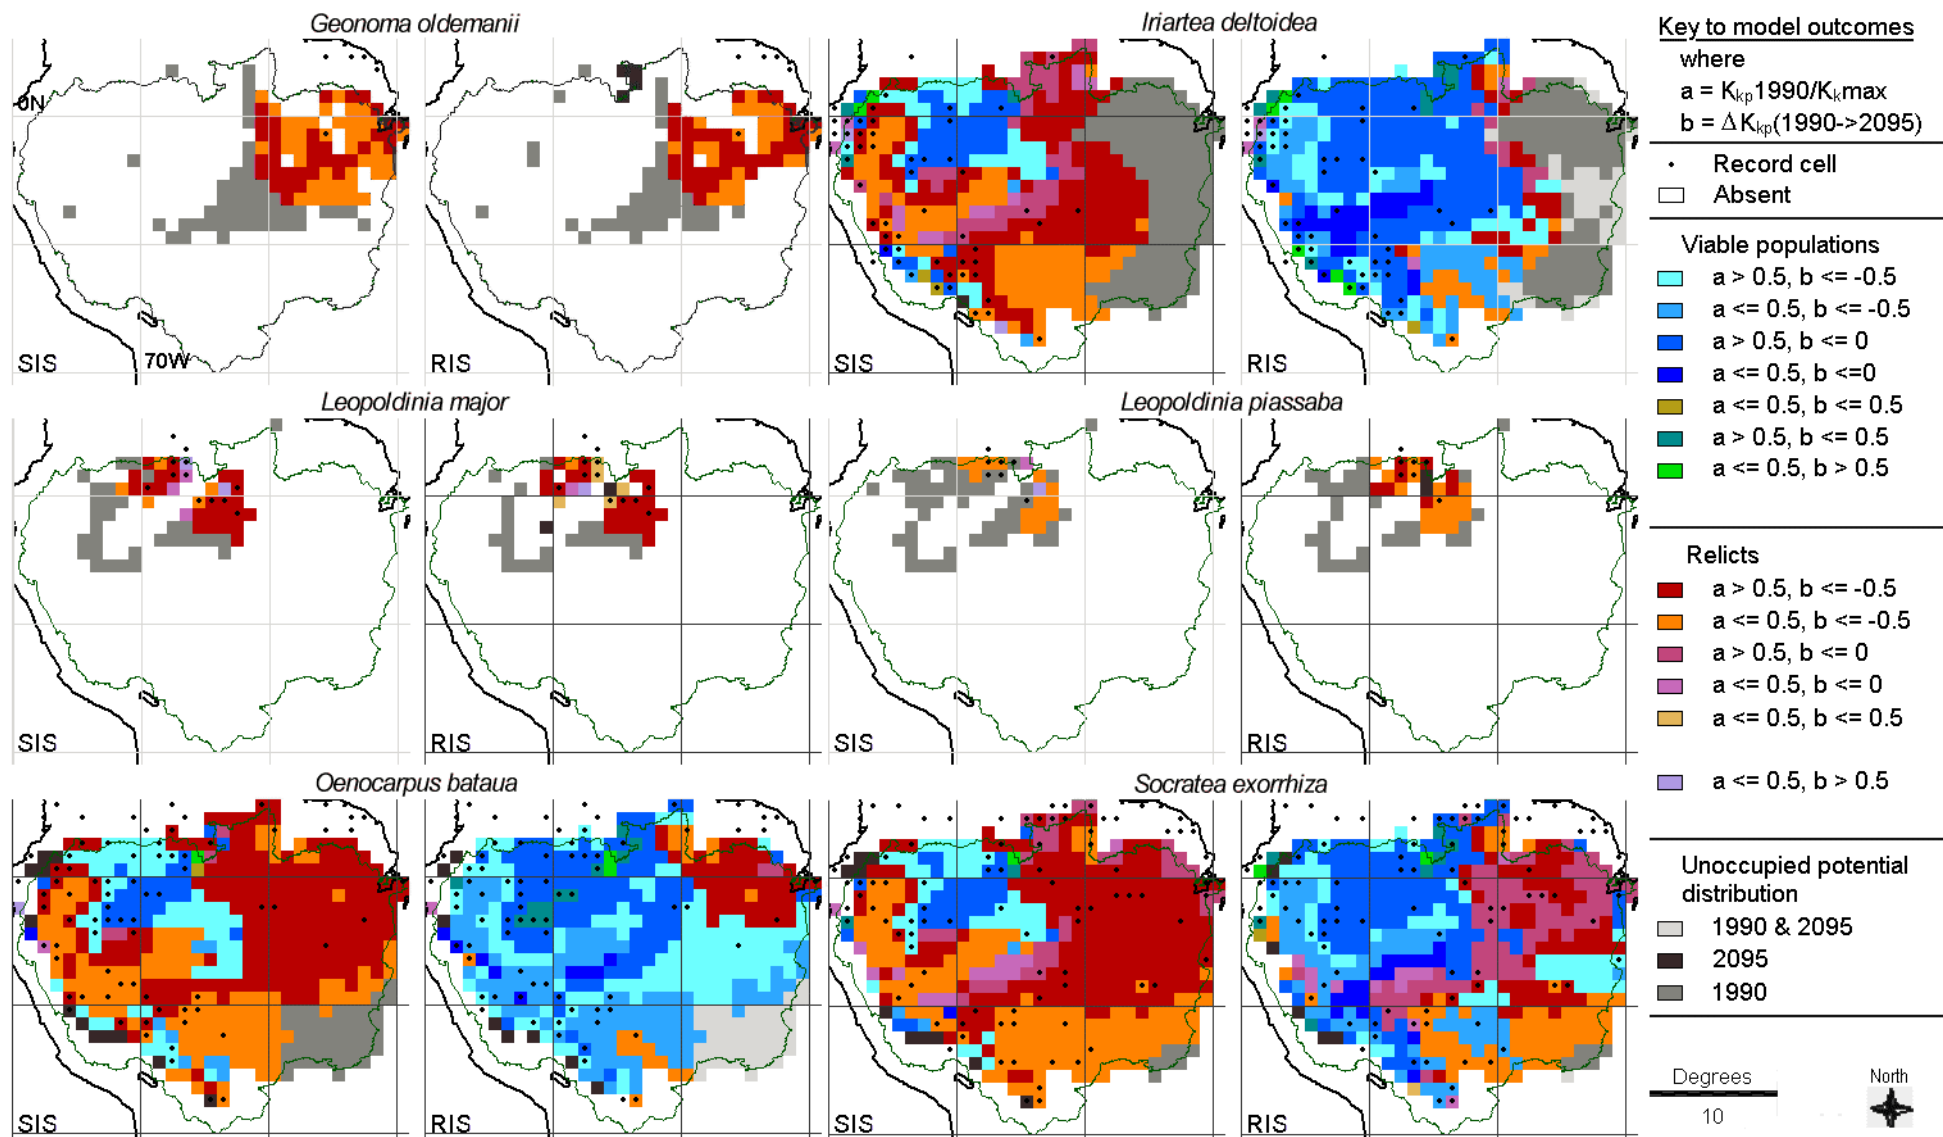 Geonoma oldemanii
Iriartea deltoidea
0N
70W
SIS
RIS
SIS
RIS
Leopoldinia major
Leopoldinia piassaba
SIS
RIS
SIS
RIS
Oenocarpus bataua
Socratea exorrhiza
SIS
RIS
SIS
RIS
Key to model outcomes
where
a = Kkp1990/Kkmax
b = ΔKkp(1990->2095)
Record cell
Absent
Viable populations
a > 0.5, b <= -0.5
a <= 0.5, b <= -0.5
a > 0.5, b <= 0
a <= 0.5, b <=0
a <= 0.5, b <= 0.5
a > 0.5, b <= 0.5
a <= 0.5, b > 0.5
Relicts
a > 0.5, b <= -0.5
a <= 0.5, b <= -0.5
a > 0.5, b <= 0
a <= 0.5, b <= 0
a <= 0.5, b <= 0.5
a <= 0.5, b > 0.5
Unoccupied potential
distribution
1990 & 2095
2095
1990
Degrees
10
North